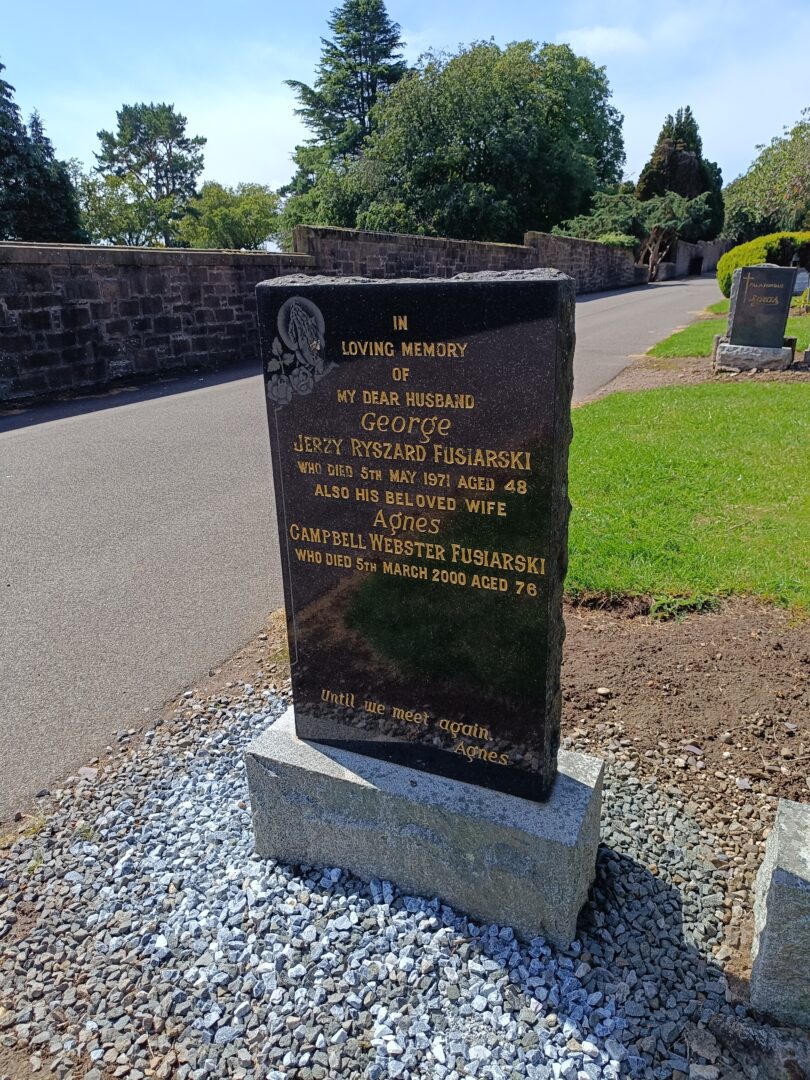 IN
LOVING MEMORY
OF
MY DEAR HUSBAND
George
JERZY RYSZARD FUSIARSKI
WHO DIED 5TH MAY 1971 AGED 48
ALSO HIS BELOVED WIFE
Agnes
CAMPBELL WEBSTER FUSIARSKI
WHO DIED 5TH MARCH 2000 AGED 76
Until we meet again
Agnes